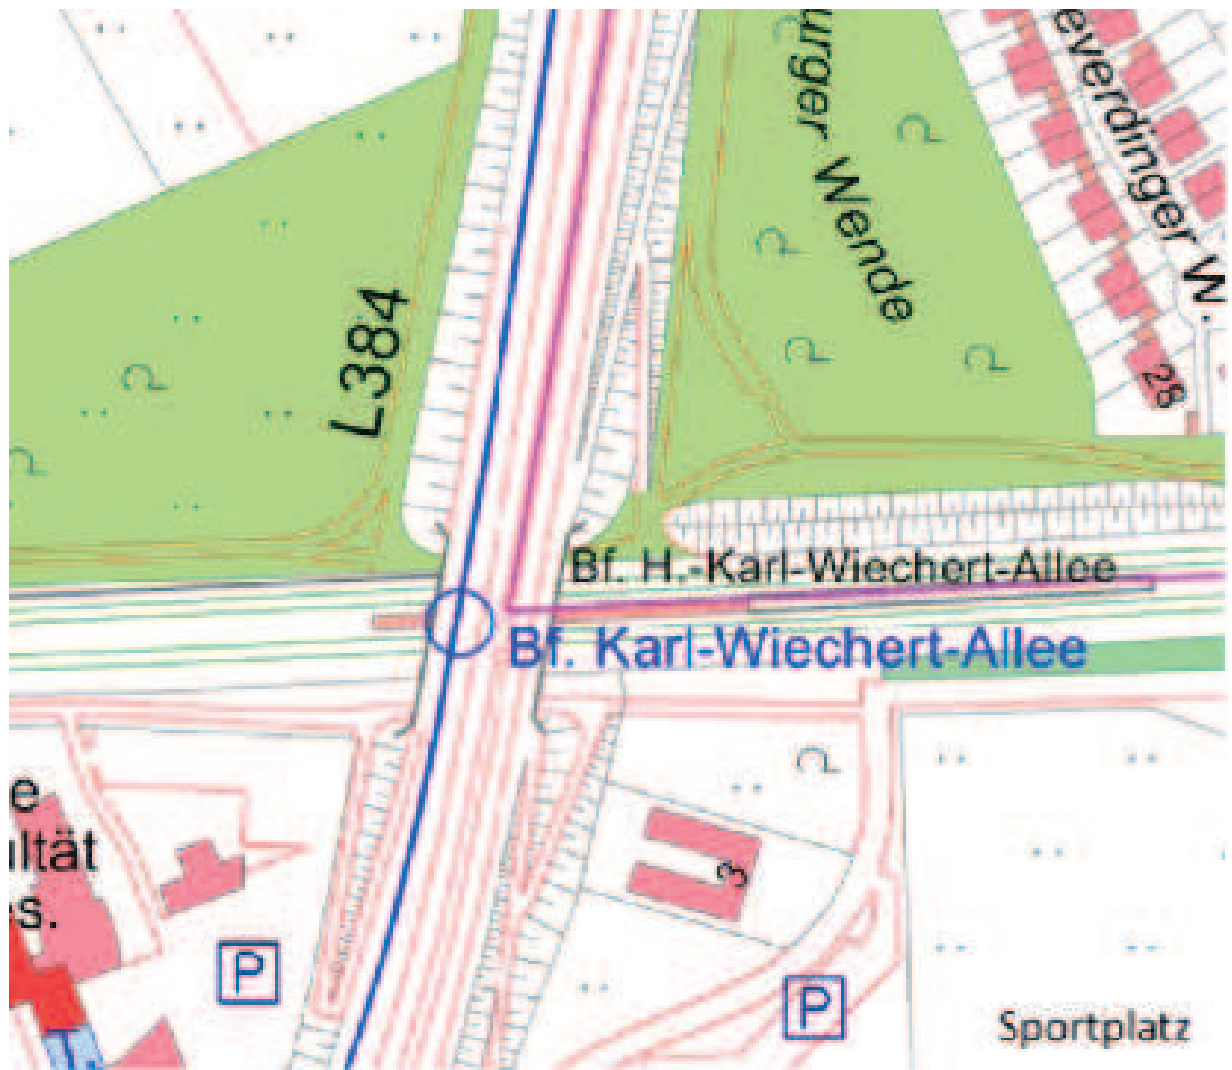 urger Wende
everdinger W.
L384
28
Bf. H.-Karl-Wiechert-Allee
Bf. Karl-Wiechert-Allee
e
ultät
s.
3
P
P
Sportplatz